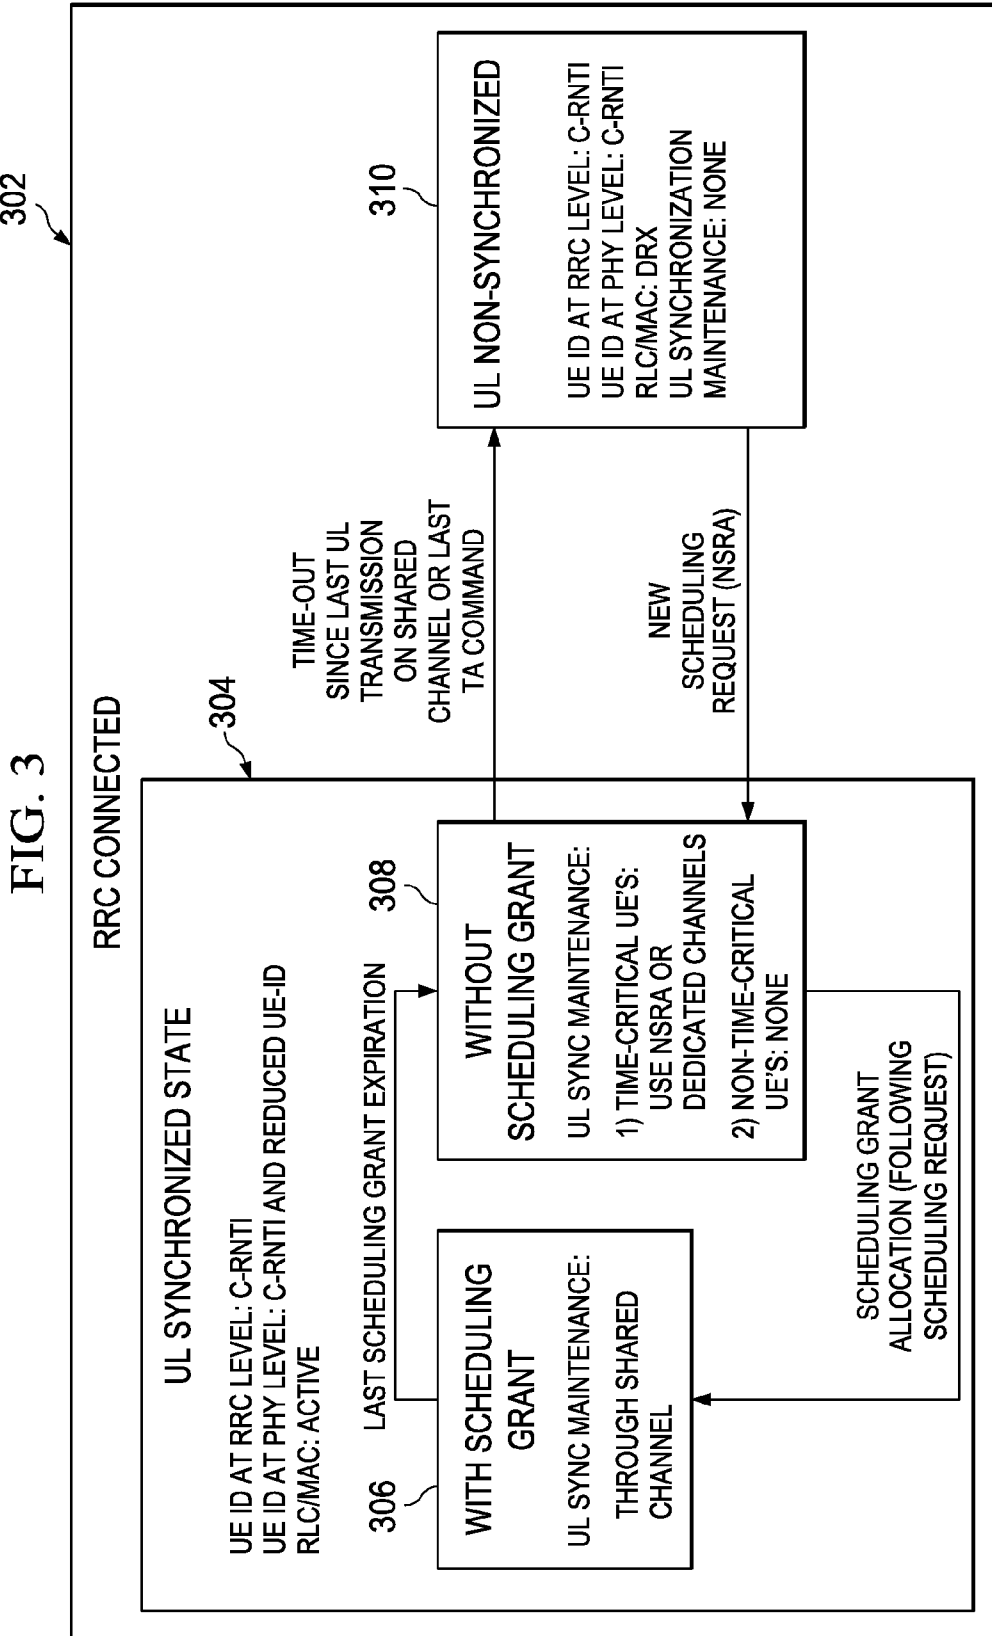 FIG. 3
302
RRC CONNECTED
304
UL SYNCHRONIZED STATE
UE ID AT RRC LEVEL: C-RNTI
UE ID AT PHY LEVEL: C-RNTI AND REDUCED UE-ID
RLC/MAC: ACTIVE
LAST SCHEDULING GRANT EXPIRATION
306
WITH SCHEDULING
GRANT
UL SYNC MAINTENANCE:
THROUGH SHARED
CHANNEL
308
WITHOUT
SCHEDULING GRANT
UL SYNC MAINTENANCE:
1) TIME-CRITICAL UE'S:
USE NSRA OR
DEDICATED CHANNELS
2) NON-TIME-CRITICAL
UE'S: NONE
SCHEDULING GRANT
ALLOCATION (FOLLOWING
SCHEDULING REQUEST)
TIME-OUT
SINCE LAST UL
TRANSMISSION
ON SHARED
CHANNEL OR LAST
TA COMMAND
NEW
SCHEDULING
REQUEST (NSRA)
310
UL NON-SYNCHRONIZED
UE ID AT RRC LEVEL: C-RNTI
UE ID AT PHY LEVEL: C-RNTI
RLC/MAC: DRX
UL SYNCHRONIZATION
MAINTENANCE: NONE